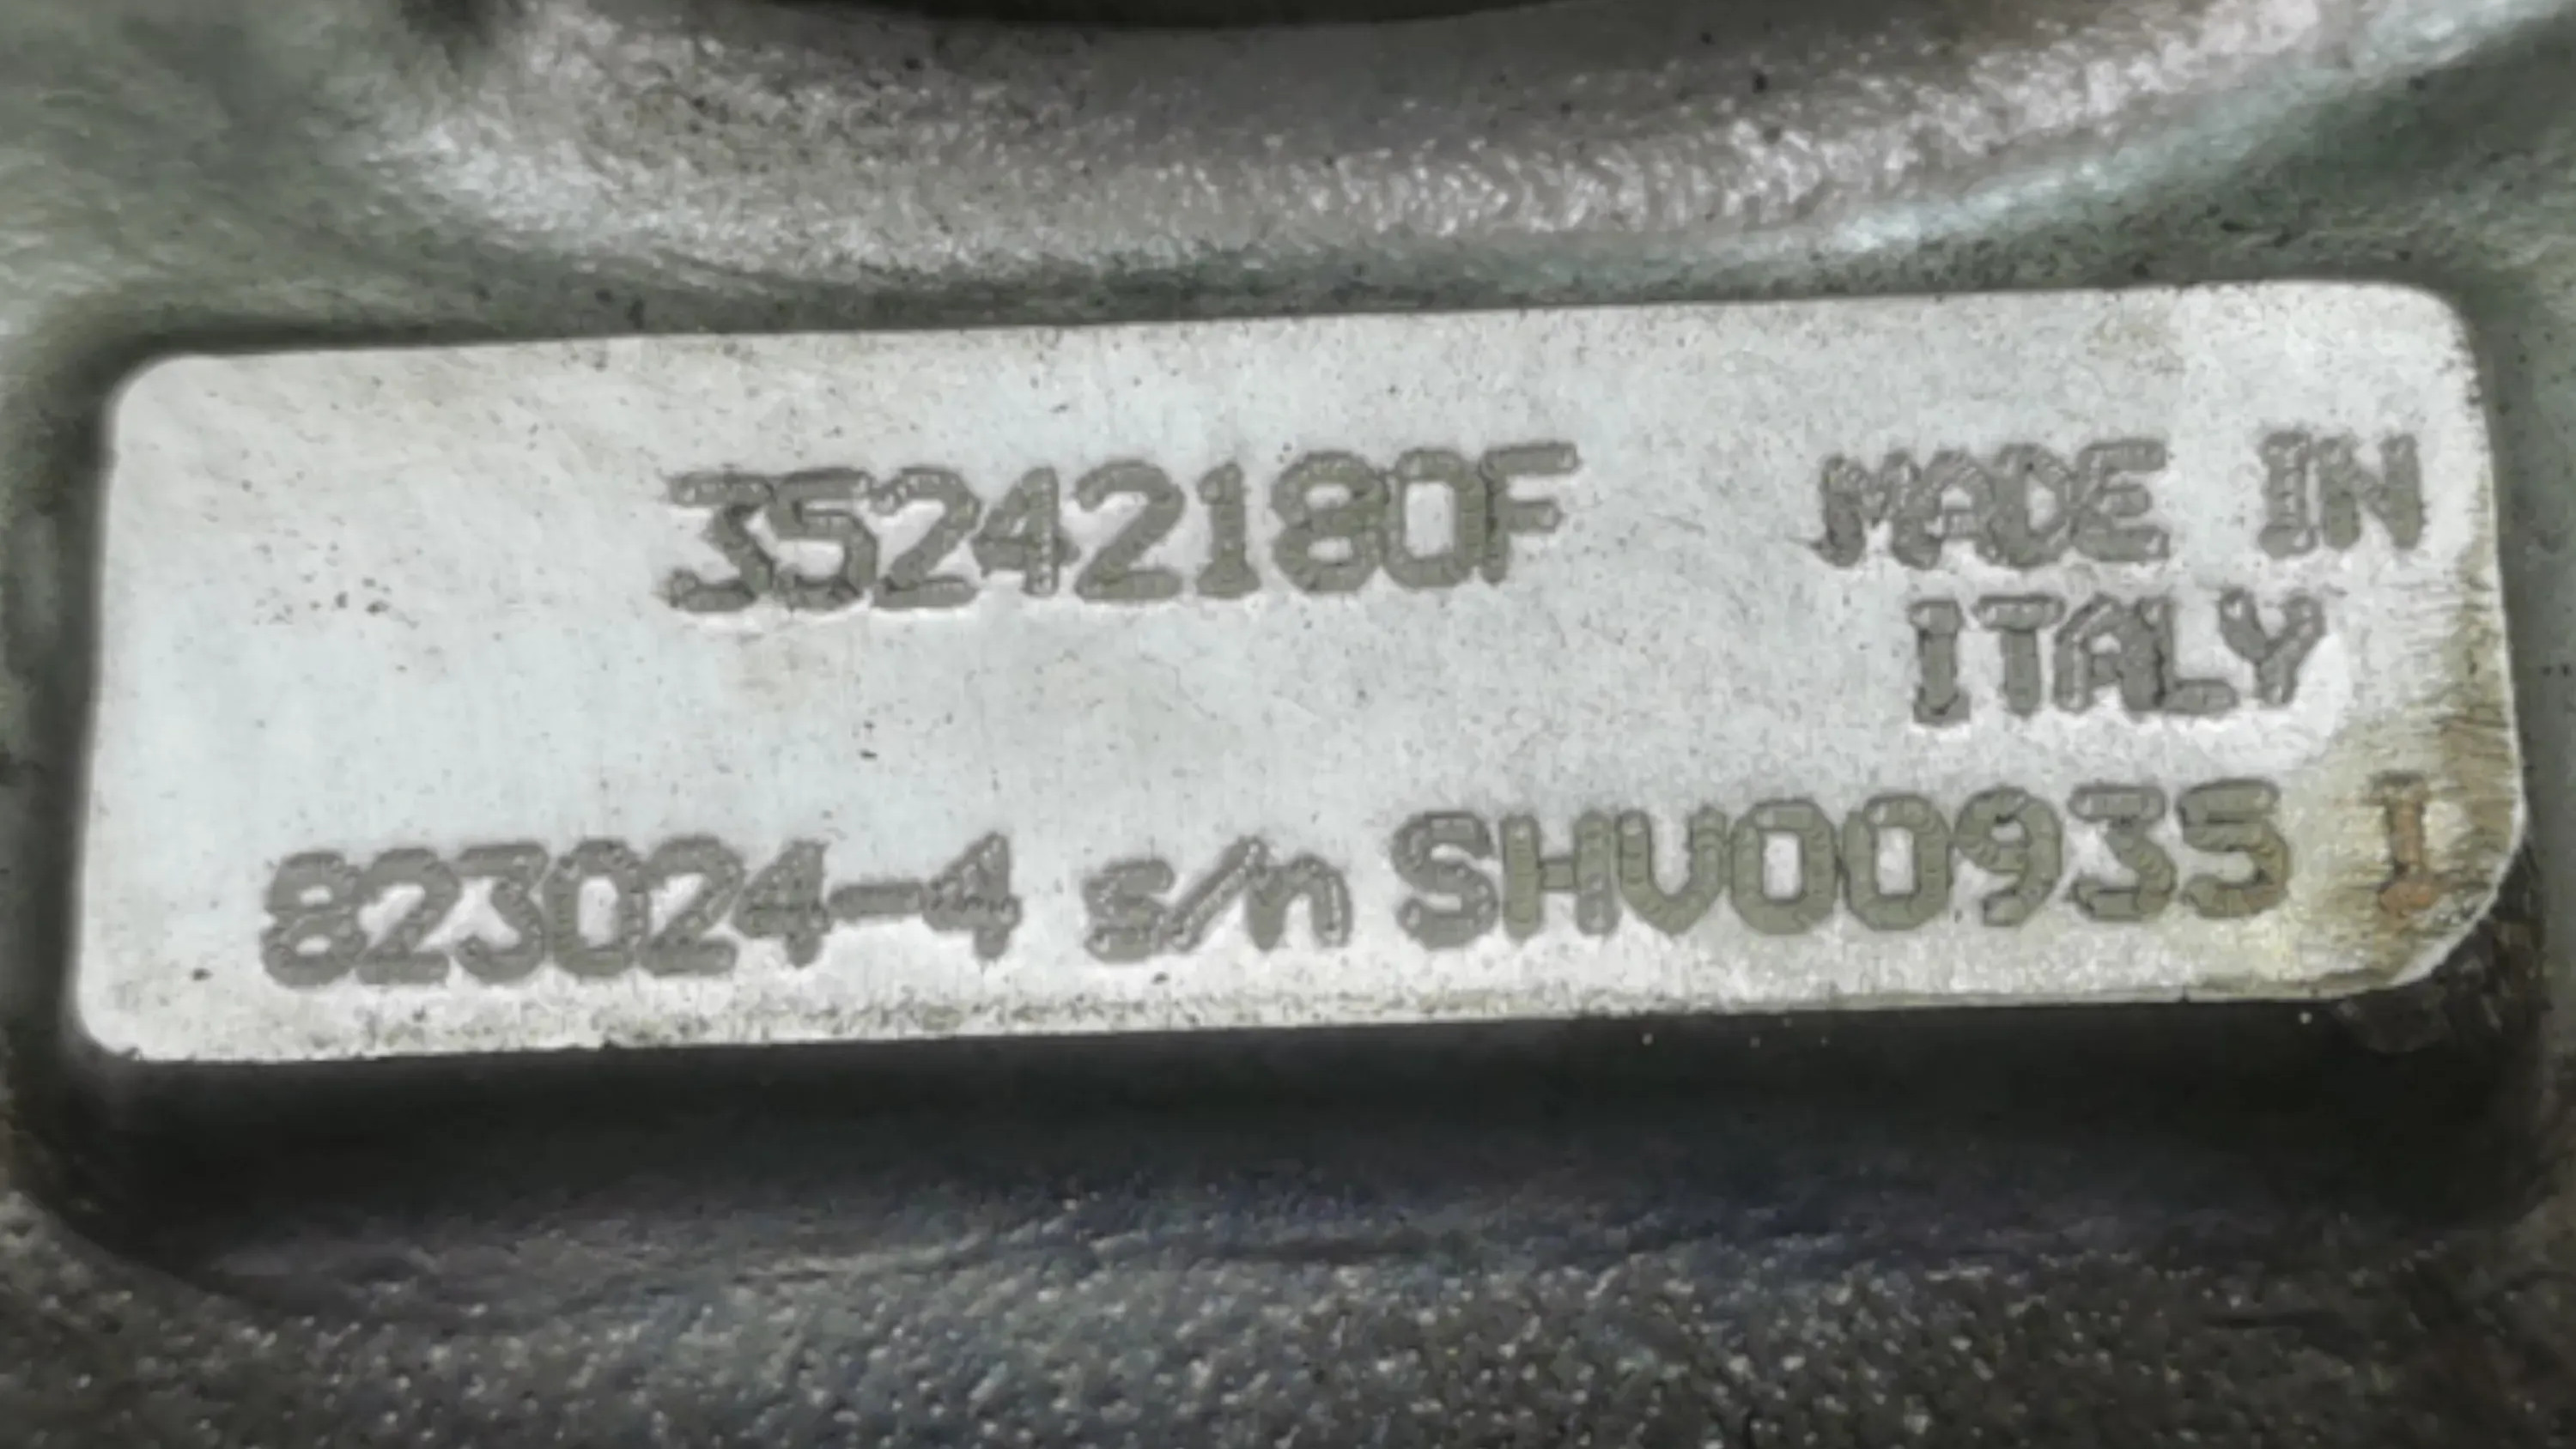 35242180F MADE IN
ITALY
823024-4 s/n SHV00935 I